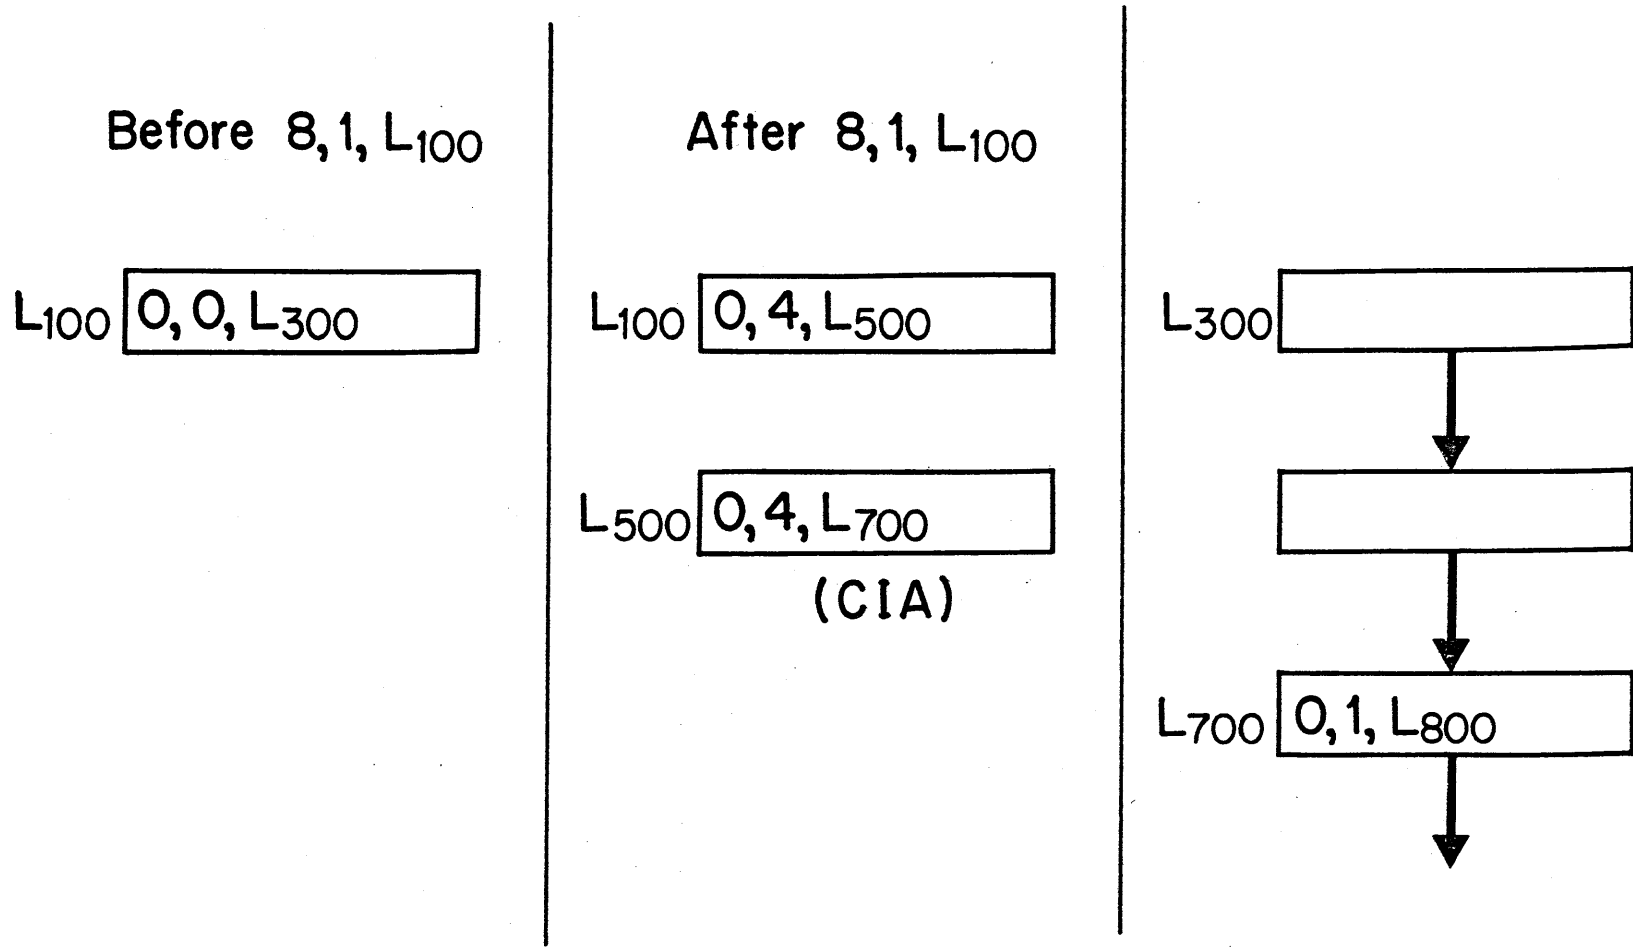 Before 8,1, L100
L100 0,0, L300
After 8,1, L100
L100 0,4, L500
L500 0,4, L700
(CIA)
L300
L700 0,1, L800